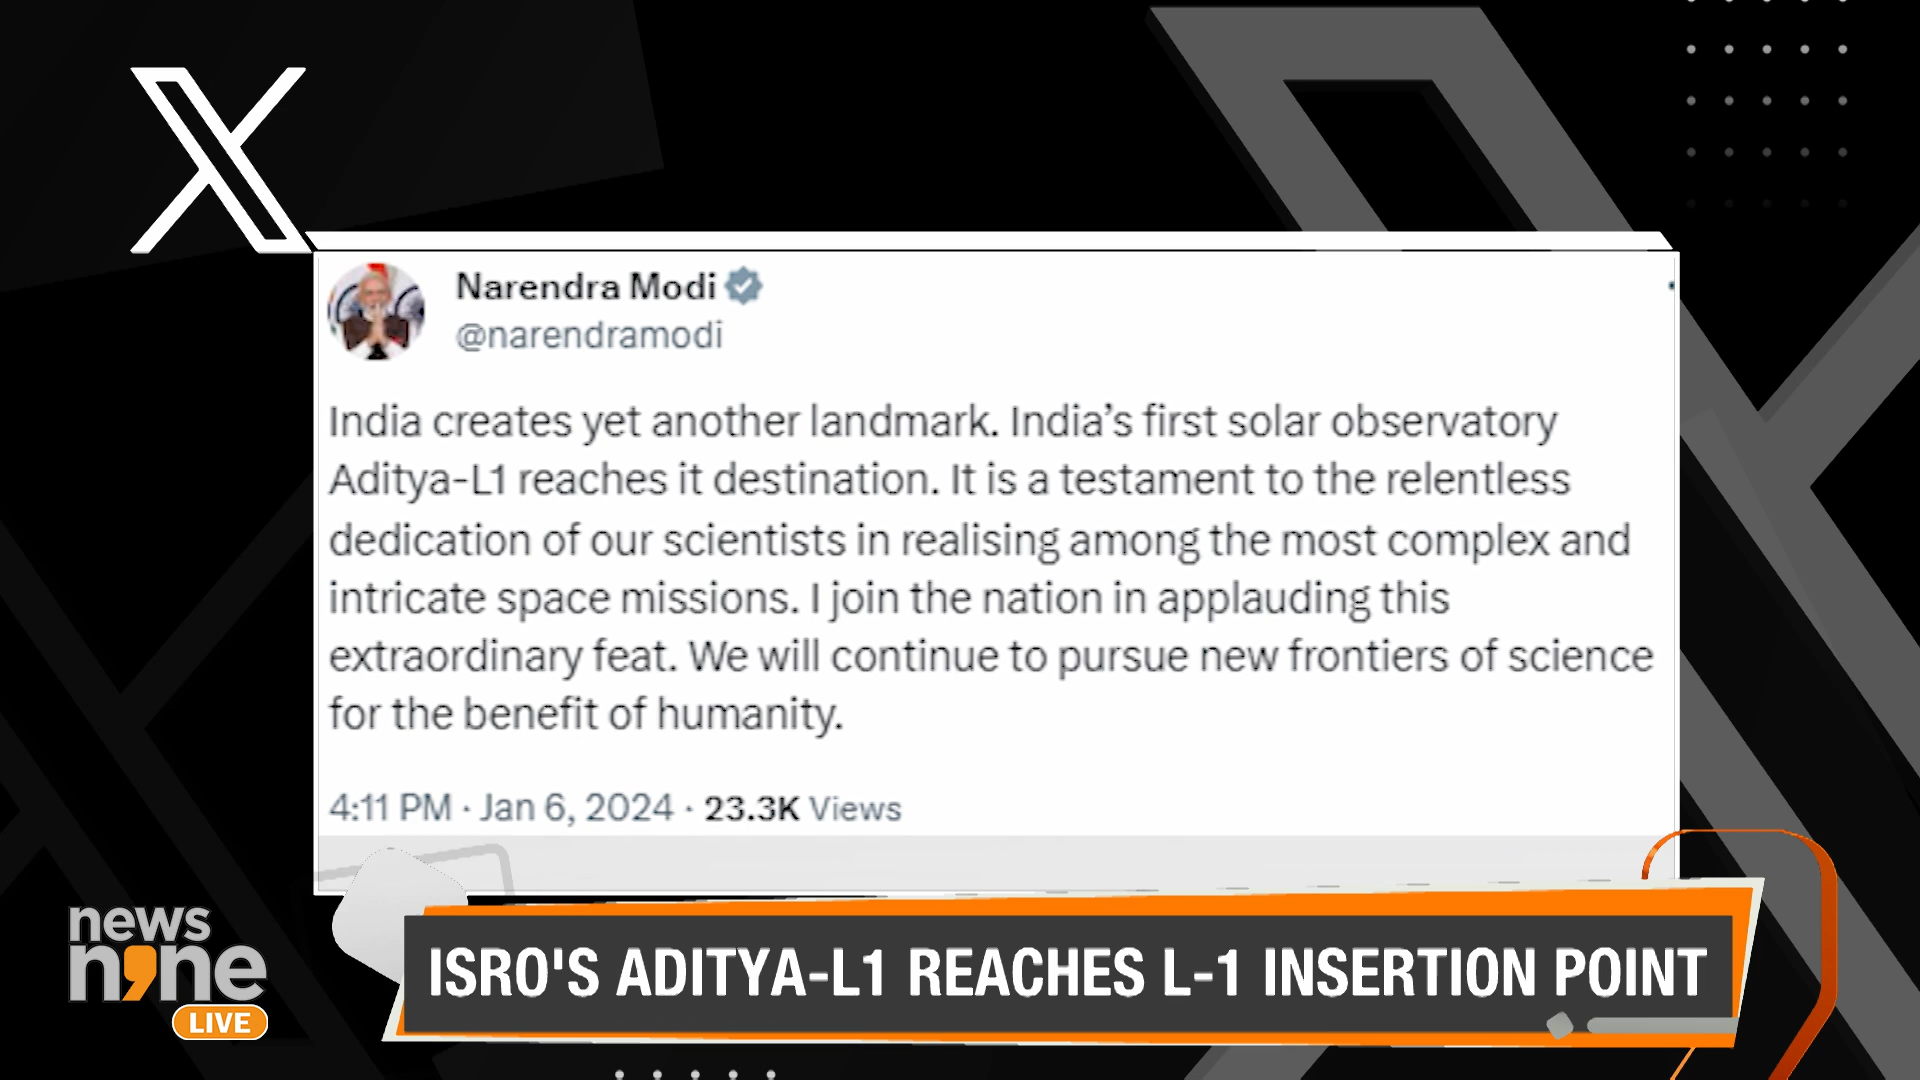 Narendra Modi
@narendramodi
India creates yet another landmark. India’s first solar observatory
Aditya-L1 reaches it destination. It is a testament to the relentless
dedication of our scientists in realising among the most complex and
intricate space missions. I join the nation in applauding this
extraordinary feat. We will continue to pursue new frontiers of science
for the benefit of humanity.
4:11 PM · Jan 6, 2024 · 23.3K Views
news
n9ne
LIVE
ISRO'S ADITYA-L1 REACHES L-1 INSERTION POINT